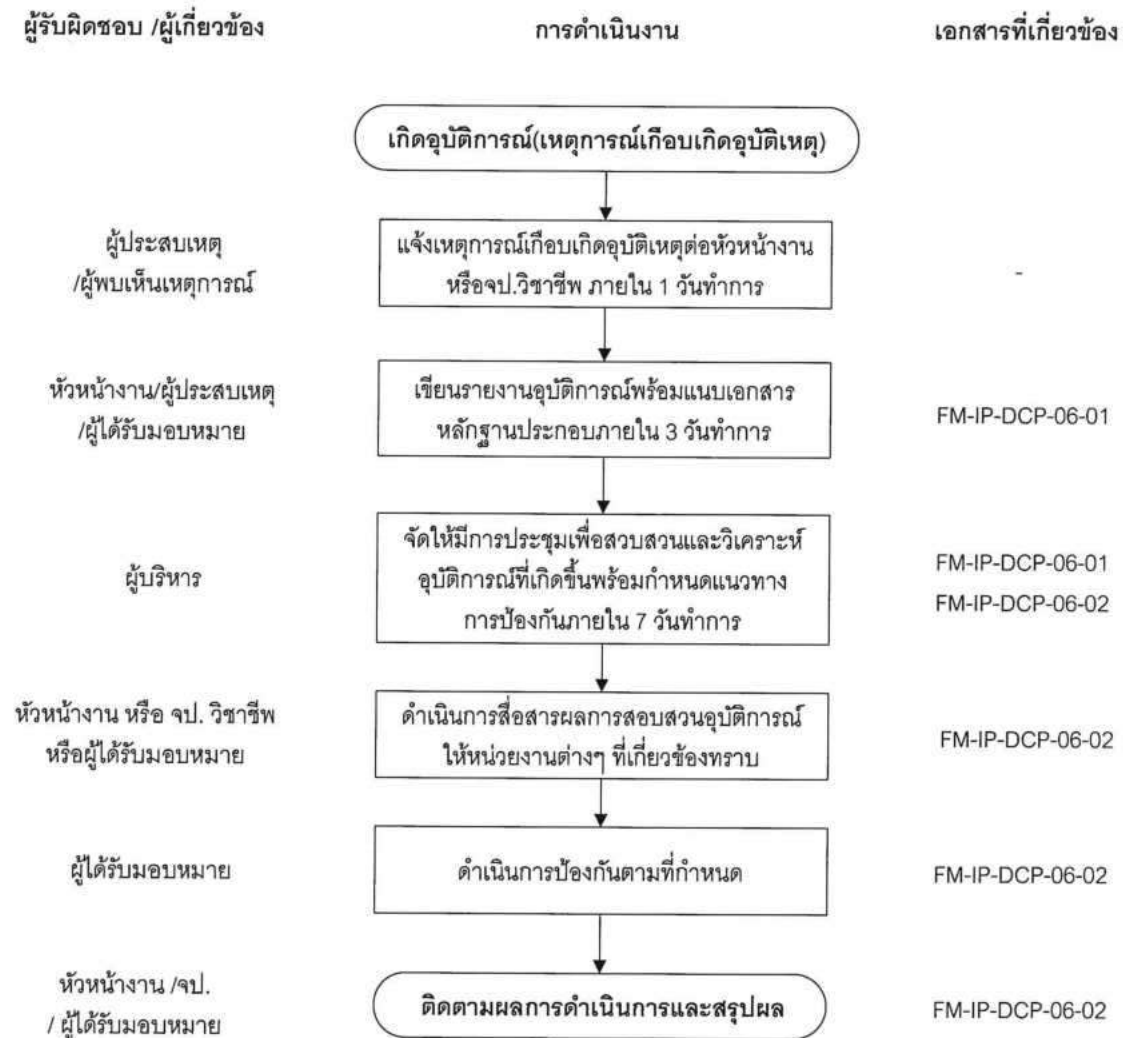 ผู้รับผิดชอบ /ผู้เกี่ยวข้อง
การดำเนินงาน
เอกสารที่เกี่ยวข้อง
เกิดอุบัติการณ์(เหตุการณ์เกือบเกิดอุบัติเหตุ)
ผู้ประสบเหตุ
/ผู้พบเห็นเหตุการณ์
แจ้งเหตุการณ์เกือบเกิดอุบัติเหตุต่อหัวหน้างาน
หรือจป.วิชาชีพ ภายใน 1 วันทำการ
-
หัวหน้างาน/ผู้ประสบเหตุ
/ผู้ได้รับมอบหมาย
เขียนรายงานอุบัติการณ์พร้อมแนบเอกสาร
หลักฐานประกอบภายใน 3 วันทำการ
FM-IP-DCP-06-01
ผู้บริหาร
จัดให้มีการประชุมเพื่อสวบสวนและวิเคราะห์
อุบัติการณ์ที่เกิดขึ้นพร้อมกำหนดแนวทาง
การป้องกันภายใน 7 วันทำการ
FM-IP-DCP-06-01
FM-IP-DCP-06-02
หัวหน้างาน หรือ จป. วิชาชีพ
หรือผู้ได้รับมอบหมาย
ดำเนินการสื่อสารผลการสอบสวนอุบัติการณ์
ให้หน่วยงานต่างๆ ที่เกี่ยวข้องทราบ
FM-IP-DCP-06-02
ผู้ได้รับมอบหมาย
ดำเนินการป้องกันตามที่กำหนด
FM-IP-DCP-06-02
หัวหน้างาน /จป.
/ ผู้ได้รับมอบหมาย
ติดตามผลการดำเนินการและสรุปผล
FM-IP-DCP-06-02